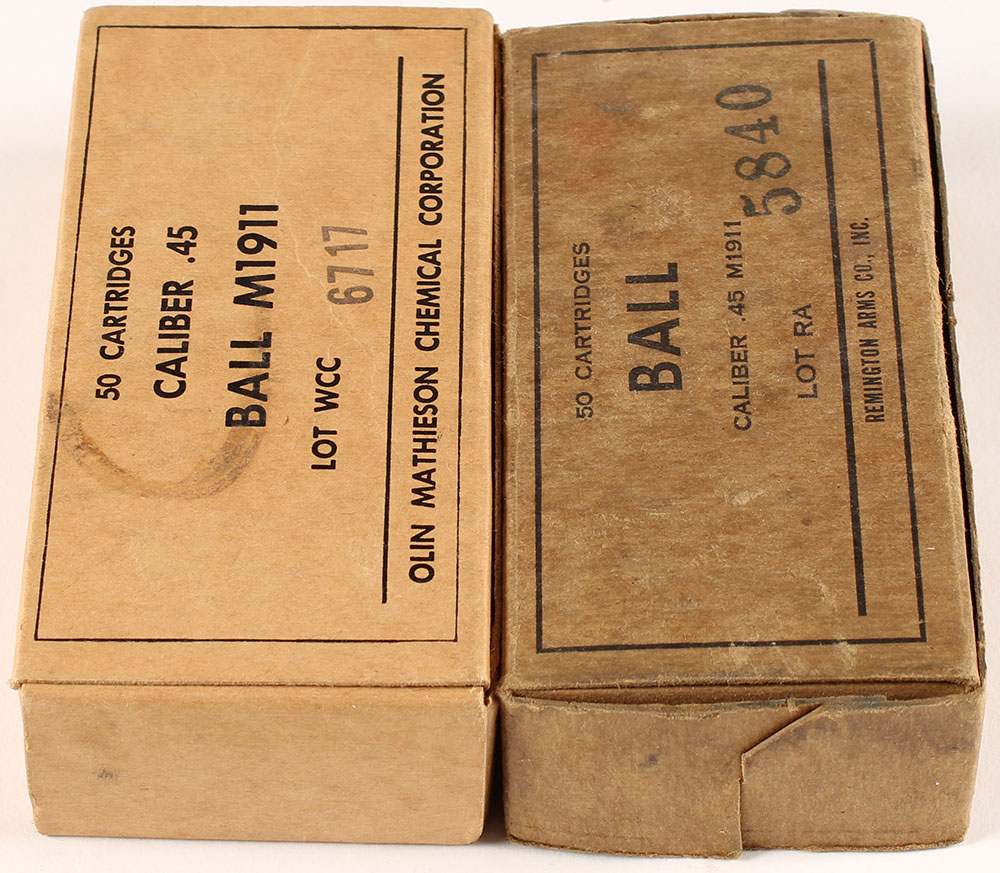 50 CARTRIDGES
CALIBER .45
BALL M1911
LOT WCC 6717
OLIN MATHIESON CHEMICAL CORPORATION
50 CARTRIDGES
BALL
CALIBER .45 M1911
LOT RA 5840
REMINGTON ARMS CO., INC.